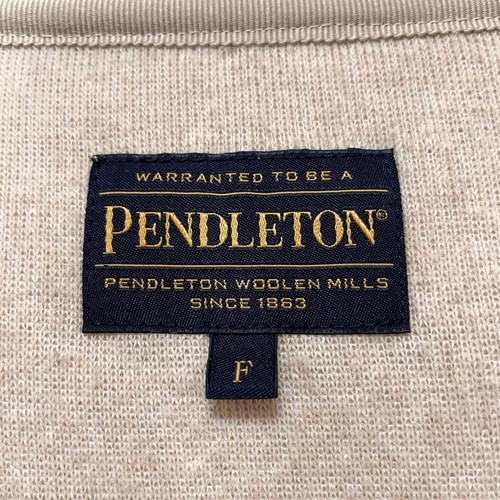 WARRANTED TO BE A
PENDLETON®
PENDLETON WOOLEN MILLS
SINCE 1863
F